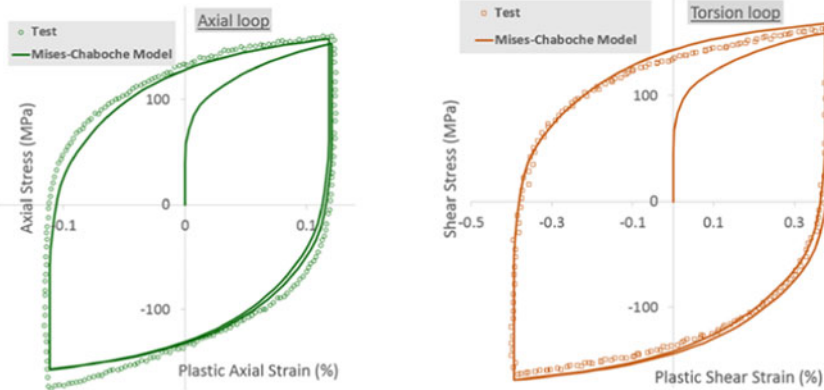 Axial loop
Test
Mises-Chaboche Model
Axial Stress (MPa)
100
0
-0.1
0
0.1
-100
Plastic Axial Strain (%)
Torsion loop
Test
Mises-Chaboche Model
Shear Stress (MPa)
100
0
-0.5
-0.3
-0.1
0.1
0.3
-100
Plastic Shear Strain (%)